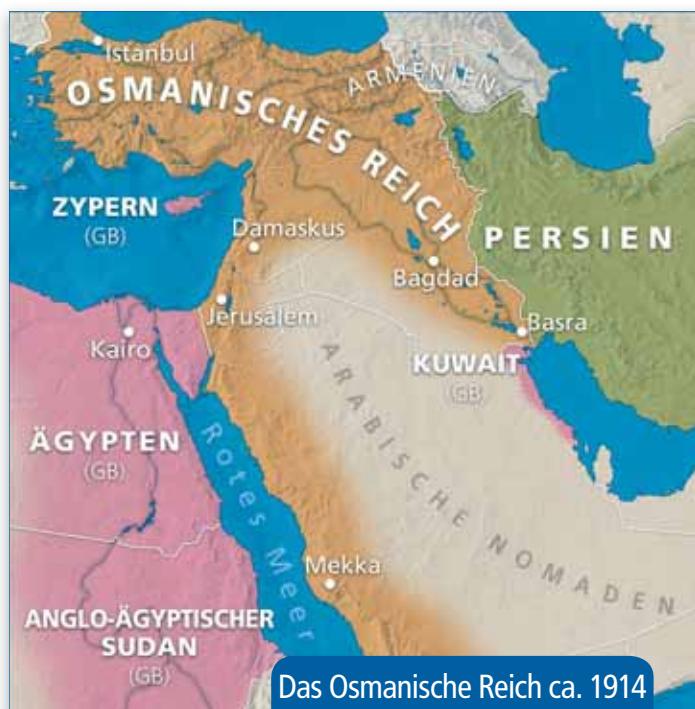 Istanbul
ARMENIEN
OSMANISCHES REICH
ZYPERN
(GB)
Damaskus
PERSIEN
Bagdad
Jerusalem
Basra
Kairo
KUWAIT
(GB)
ARABISCHE NOMADEN
ÄGYPTEN
(GB)
Rotes Meer
Mekka
ANGLO-ÄGYPTISCHER
SUDAN
(GB)
Das Osmanische Reich ca. 1914